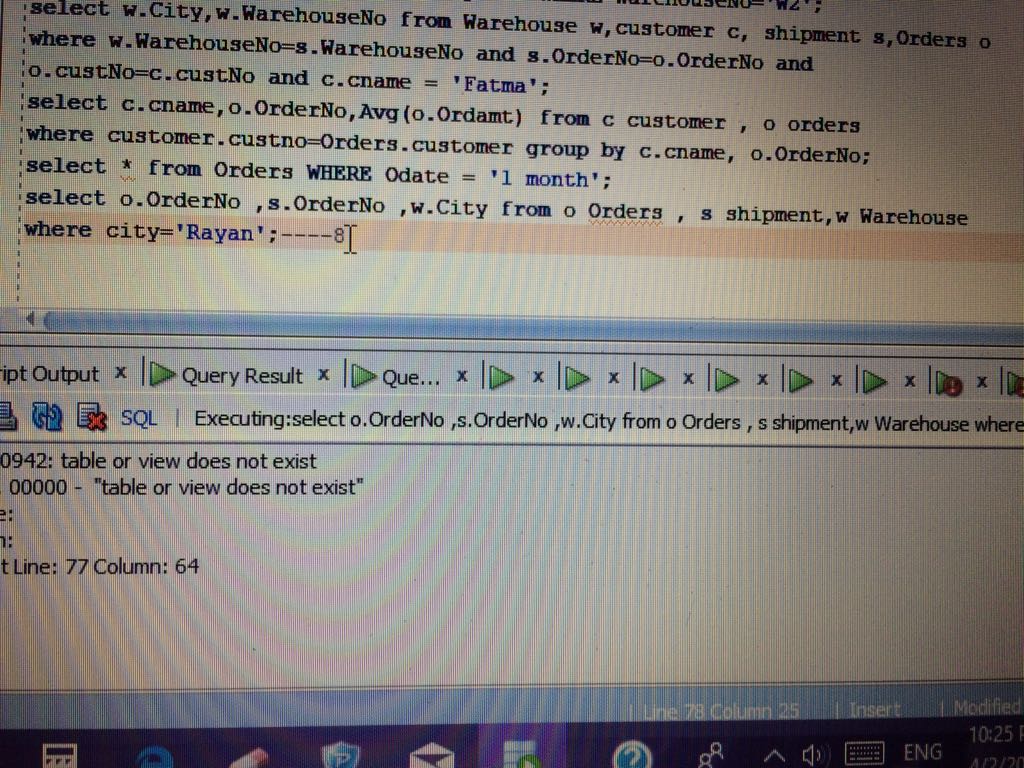 warehouseNo='W2';
select w.City,w.WarehouseNo from Warehouse w,customer c, shipment s,Orders o
where w.WarehouseNo=s.WarehouseNo and s.OrderNo=o.OrderNo and
o.custNo=c.custNo and c.cname = 'Fatma';
select c.cname,o.OrderNo,Avg(o.Ordamt) from c customer , o orders
where customer.custno=Orders.customer group by c.cname, o.OrderNo;
select * from Orders WHERE Odate = '1 month';
select o.OrderNo ,s.OrderNo ,w.City from o Orders , s shipment,w Warehouse
where city='Rayan';----8
ipt Output x Query Result x Que... x x x x x x x x
SQL | Executing:select o.OrderNo ,s.OrderNo ,w.City from o Orders , s shipment,w Warehouse where
0942: table or view does not exist
00000 - "table or view does not exist"
e:
n:
t Line: 77 Column: 64
Line 78 Column 25 | Insert | Modified
ENG
10:25
4/2/20